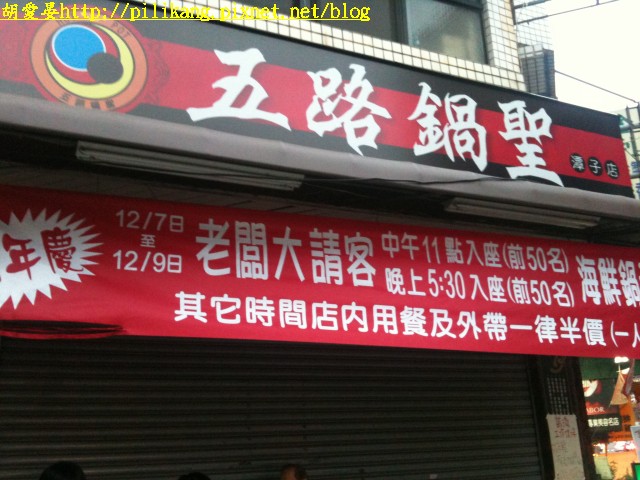 胡愛晏http://pilikang.pixnet.net/blog
五路鍋聖
潭子店
年慶
12/7日
至
12/9日
老闆大請客
中午11點入座(前50名)
晚上5:30入座(前50名)
海鮮鍋
其它時間店內用餐及外帶一律半價(一人